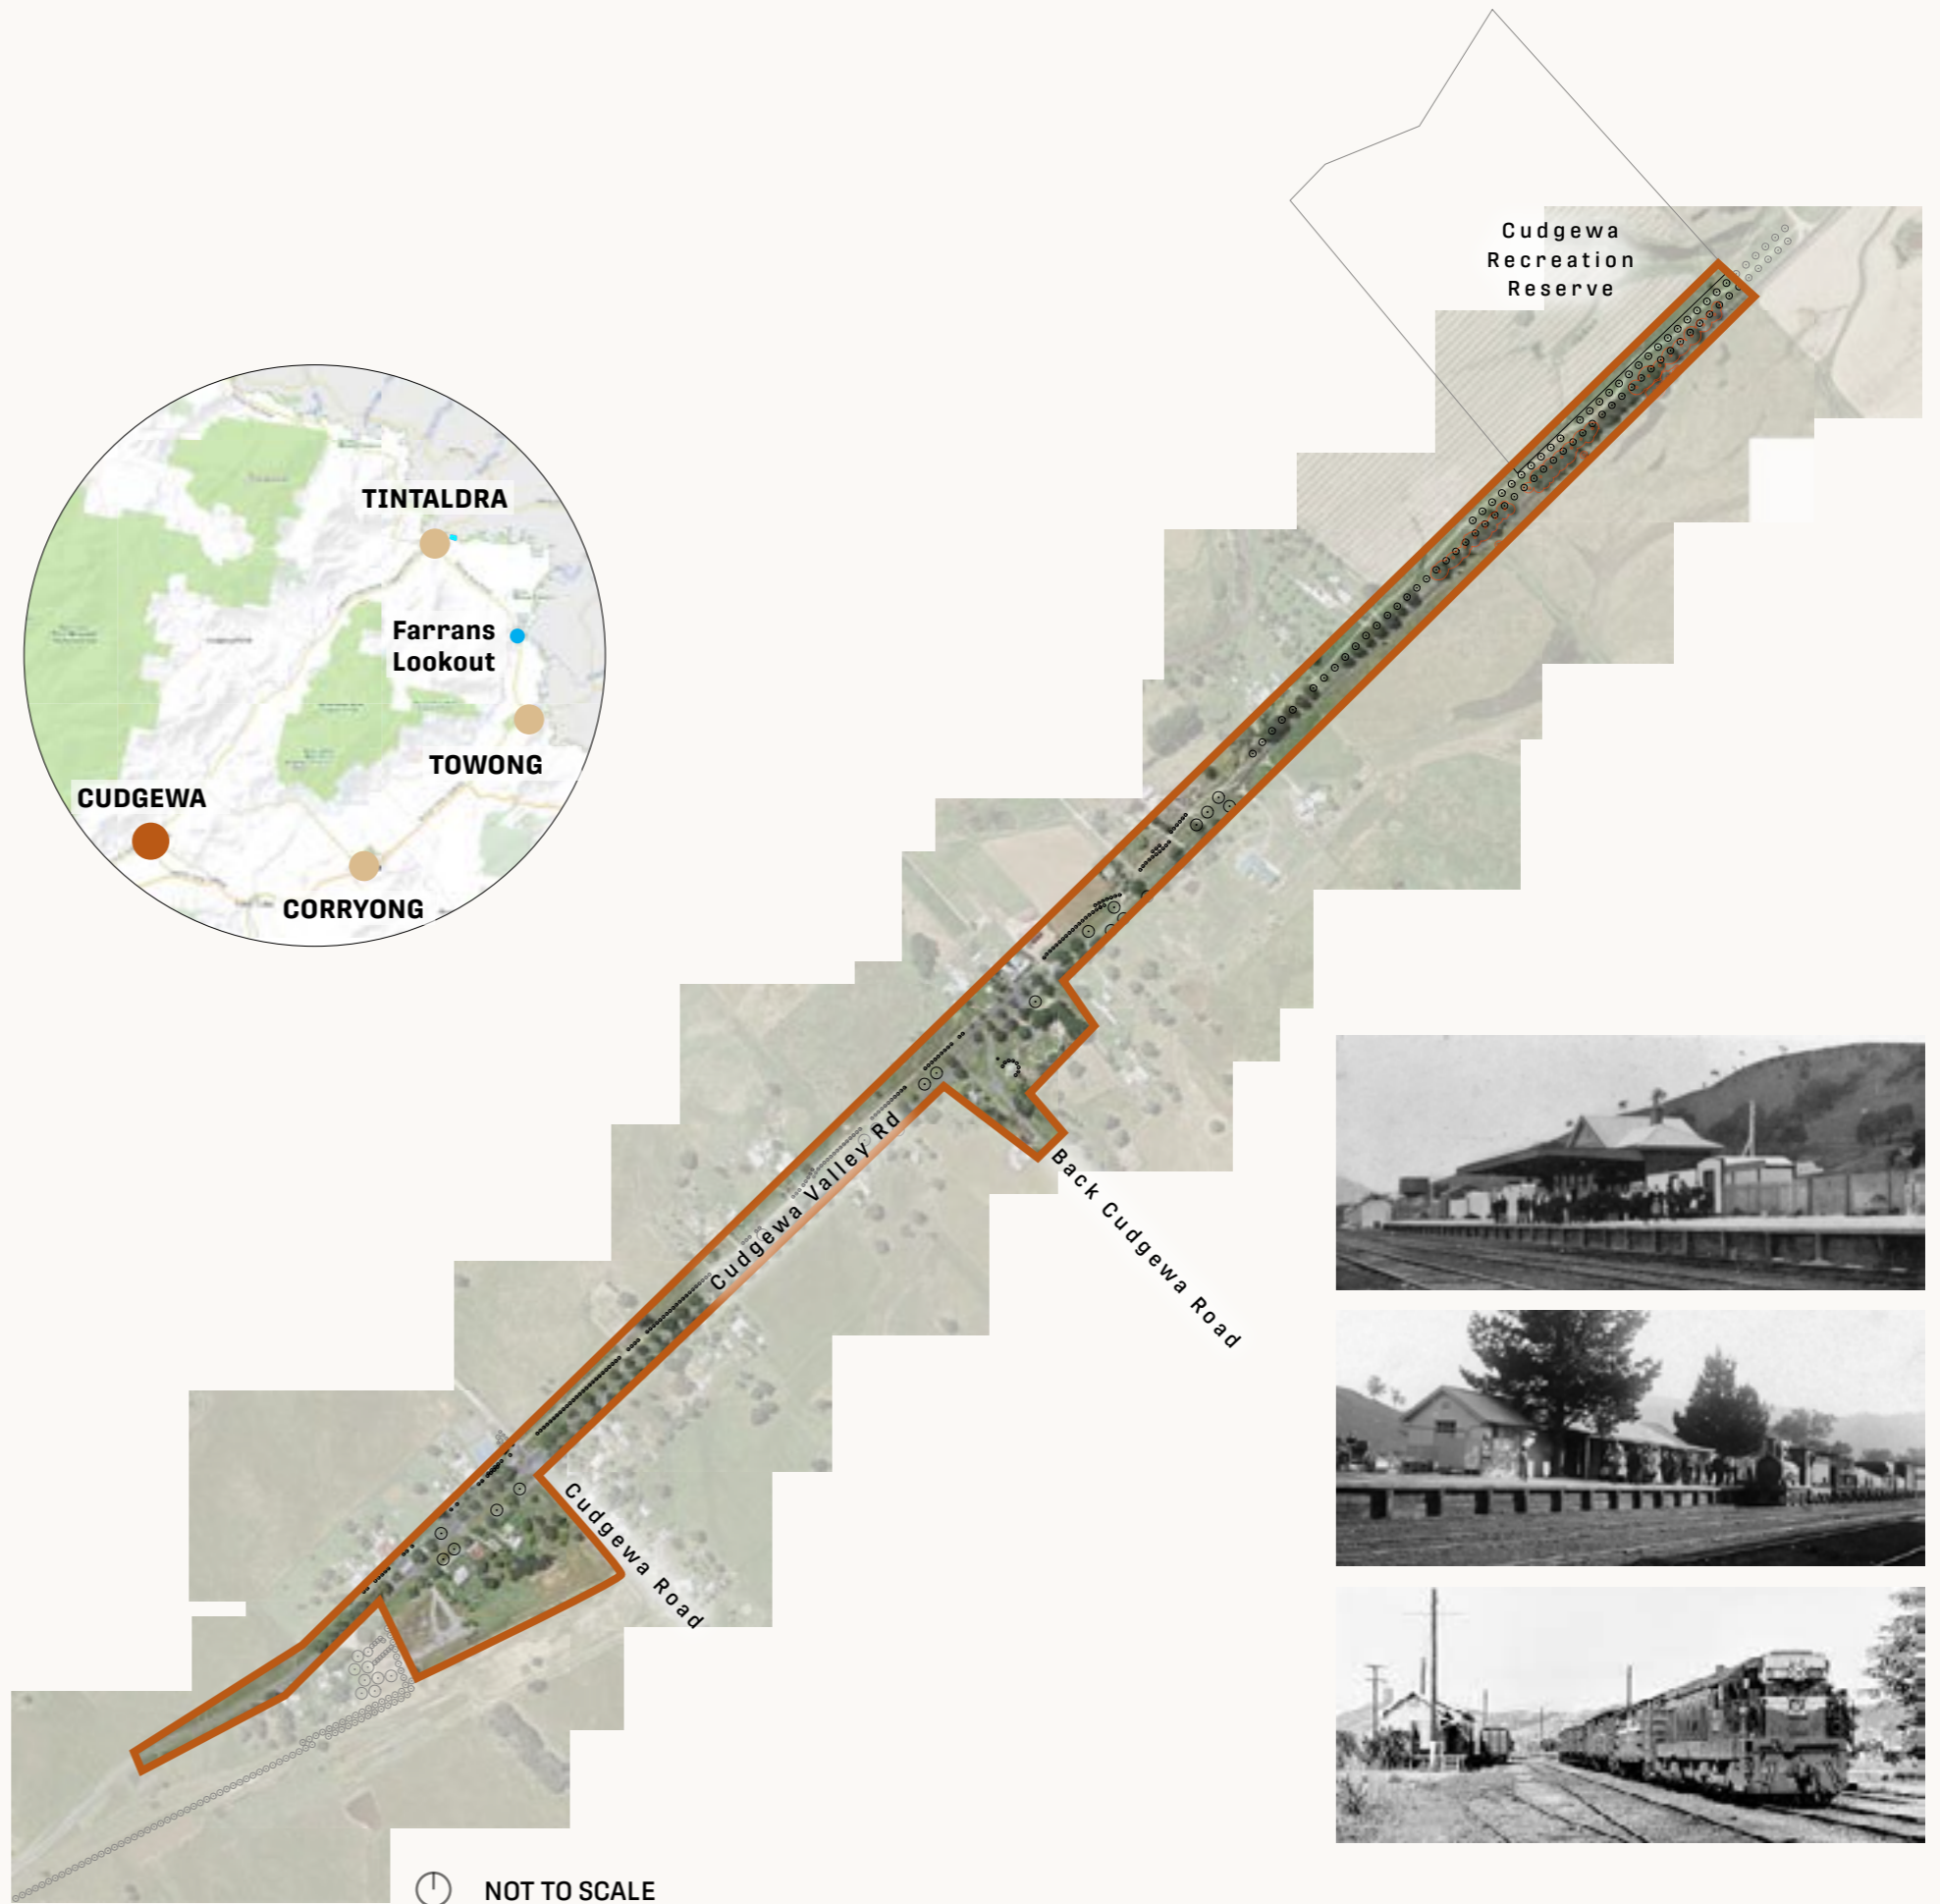 Cudgewa
Recreation
Reserve
TINTALDRA
Farrans
Lookout
TOWONG
CUDGEWA
CORRYONG
Cudgewa Valley Rd
Back Cudgewa Road
Cudgewa Road
NOT TO SCALE